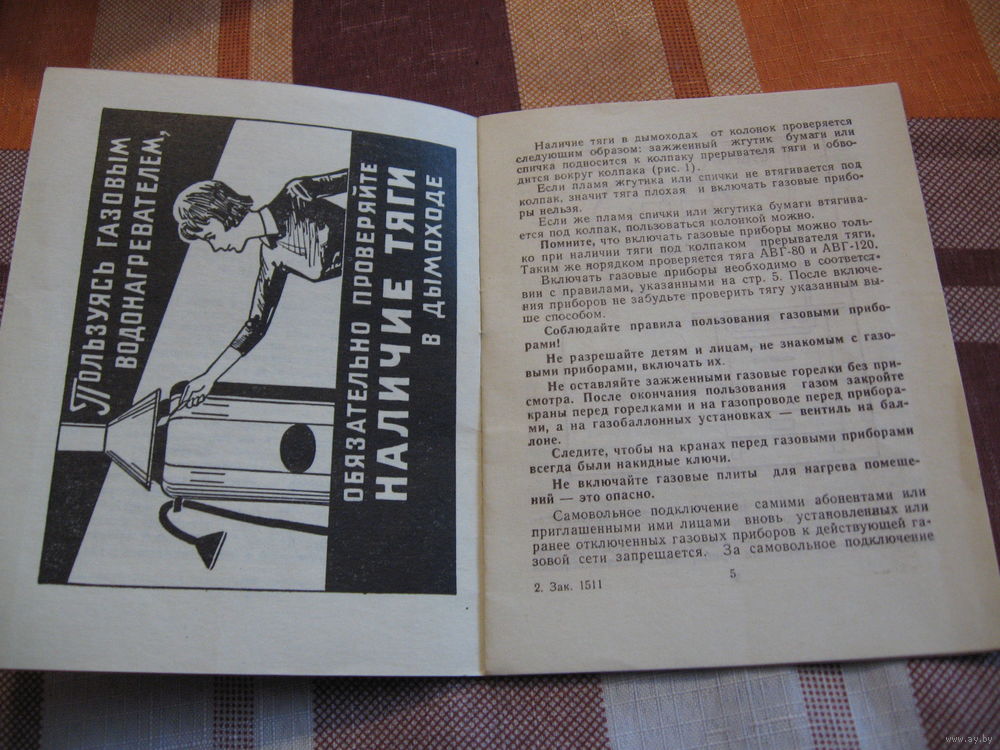 Пользуясь газовым
водонагревателем,
обязательно проверяйте
НАЛИЧИЕ ТЯГИ
в дымоходе
Наличие тяги в дымоходах от колонок проверяется
следующим образом: зажженный жгутик бумаги или
спичка подносится к колпаку прерывателя тяги и обво-
дится вокруг колпака (рис. 1).
Если пламя жгутика или спички не втягивается под
колпак, значит тяга плохая и включать газовые прибо-
ры нельзя.
Если же пламя спички или жгутика бумаги втягива-
ется под колпак, пользоваться колонкой можно.
Помните, что включать газовые приборы можно толь-
ко при наличии тяги под колпаком прерывателя тяги.
Таким же порядком проверяется тяга АВГ-80 и АВГ-120.
Включать газовые приборы необходимо в соответст-
вии с правилами, указанными на стр. 5. После включе-
ния приборов не забудьте проверить тягу указанным вы-
ше способом.
Соблюдайте правила пользования газовыми прибо-
рами!
Не разрешайте детям и лицам, не знакомым с газо-
выми приборами, включать их.
Не оставляйте зажженными газовые горелки без при-
смотра. После окончания пользования газом закройте
краны перед горелками и на газопроводе перед прибора-
ми, а на газобаллонных установках — вентиль на бал-
лоне.
Следите, чтобы на кранах перед газовыми приборами
всегда были накидные ключи.
Не включайте газовые плиты для нагрева помеще-
ний — это опасно.
Самовольное подключение самими абонентами или
приглашенными ими лицами вновь установленных или
ранее отключенных газовых приборов к действующей га-
зовой сети запрещается. За самовольное подключение
2. Зак. 1511
5
www.ay.by